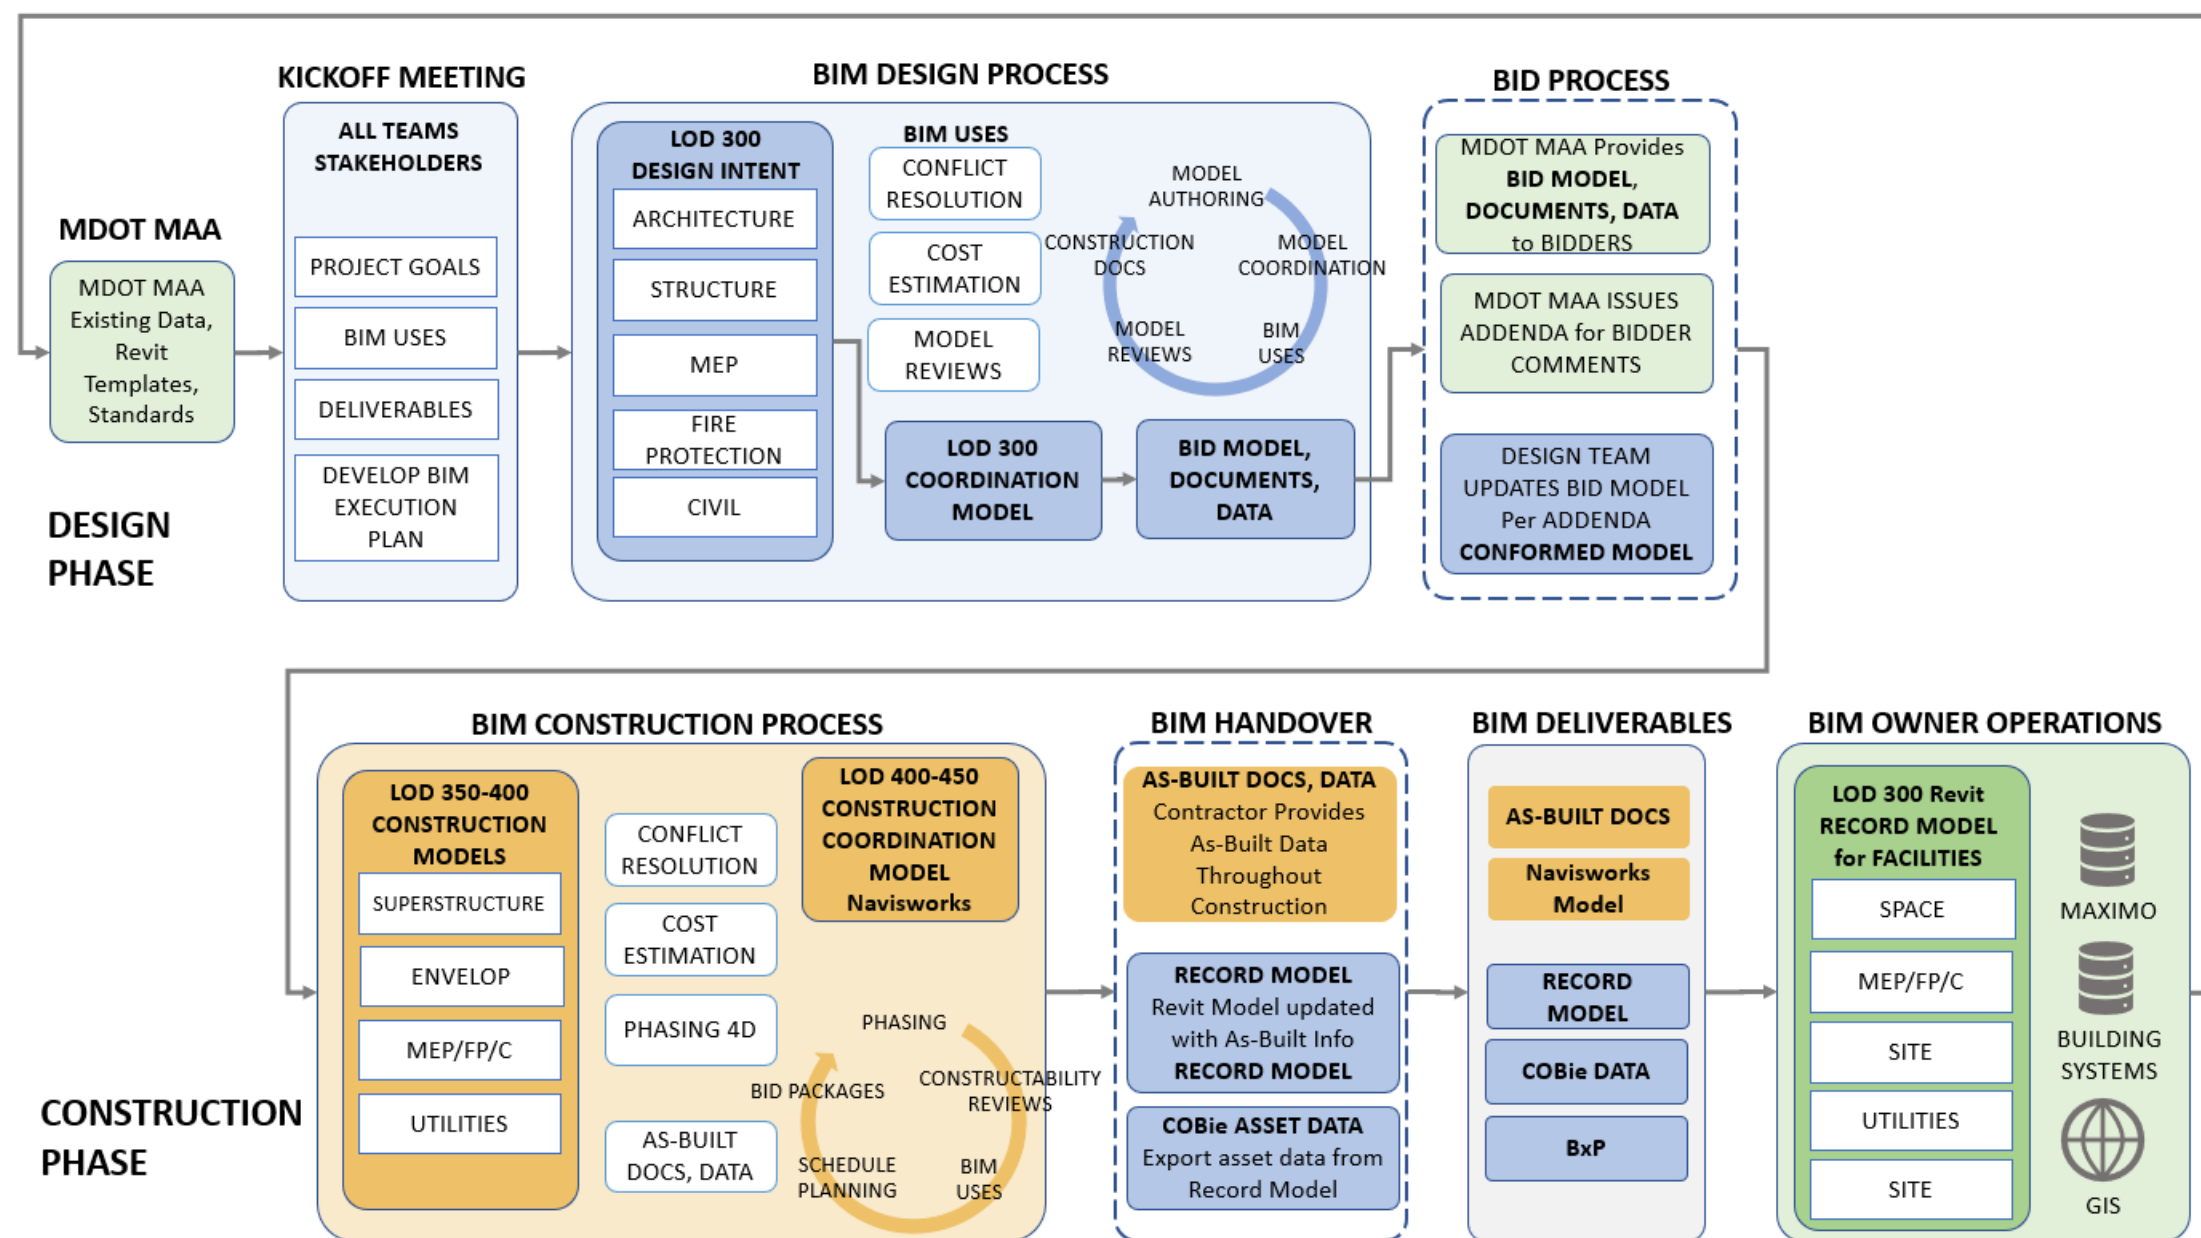 KICKOFF MEETING
BIM DESIGN PROCESS
BID PROCESS
MDOT MAA
MDOT MAA
Existing Data,
Revit
Templates,
Standards
DESIGN
PHASE
ALL TEAMS
STAKEHOLDERS
PROJECT GOALS
BIM USES
DELIVERABLES
DEVELOP BIM
EXECUTION
PLAN
LOD 300
DESIGN INTENT
ARCHITECTURE
STRUCTURE
MEP
FIRE
PROTECTION
CIVIL
BIM USES
CONFLICT
RESOLUTION
COST
ESTIMATION
MODEL
REVIEWS
MODEL
AUTHORING
MODEL
COORDINATION
BIM
USES
MODEL
REVIEWS
CONSTRUCTION
DOCS
LOD 300
COORDINATION
MODEL
BID MODEL,
DOCUMENTS,
DATA
MDOT MAA Provides
BID MODEL,
DOCUMENTS, DATA
to BIDDERS
MDOT MAA ISSUES
ADDENDA for BIDDER
COMMENTS
DESIGN TEAM
UPDATES BID MODEL
Per ADDENDA
CONFORMED MODEL
CONSTRUCTION
PHASE
BIM CONSTRUCTION PROCESS
LOD 350-400
CONSTRUCTION
MODELS
SUPERSTRUCTURE
ENVELOP
MEP/FP/C
UTILITIES
CONFLICT
RESOLUTION
COST
ESTIMATION
PHASING 4D
AS-BUILT
DOCS, DATA
LOD 400-450
CONSTRUCTION
COORDINATION
MODEL
Navisworks
PHASING
CONSTRUCTABILITY
REVIEWS
BIM
USES
SCHEDULE
PLANNING
BID PACKAGES
BIM HANDOVER
AS-BUILT DOCS, DATA
Contractor Provides
As-Built Data
Throughout
Construction
RECORD MODEL
Revit Model updated
with As-Built Info
RECORD MODEL
COBie ASSET DATA
Export asset data from
Record Model
BIM DELIVERABLES
AS-BUILT DOCS
Navisworks
Model
RECORD
MODEL
COBie DATA
BxP
BIM OWNER OPERATIONS
LOD 300 Revit
RECORD MODEL
for FACILITIES
SPACE
MEP/FP/C
SITE
UTILITIES
SITE
MAXIMO
BUILDING
SYSTEMS
GIS